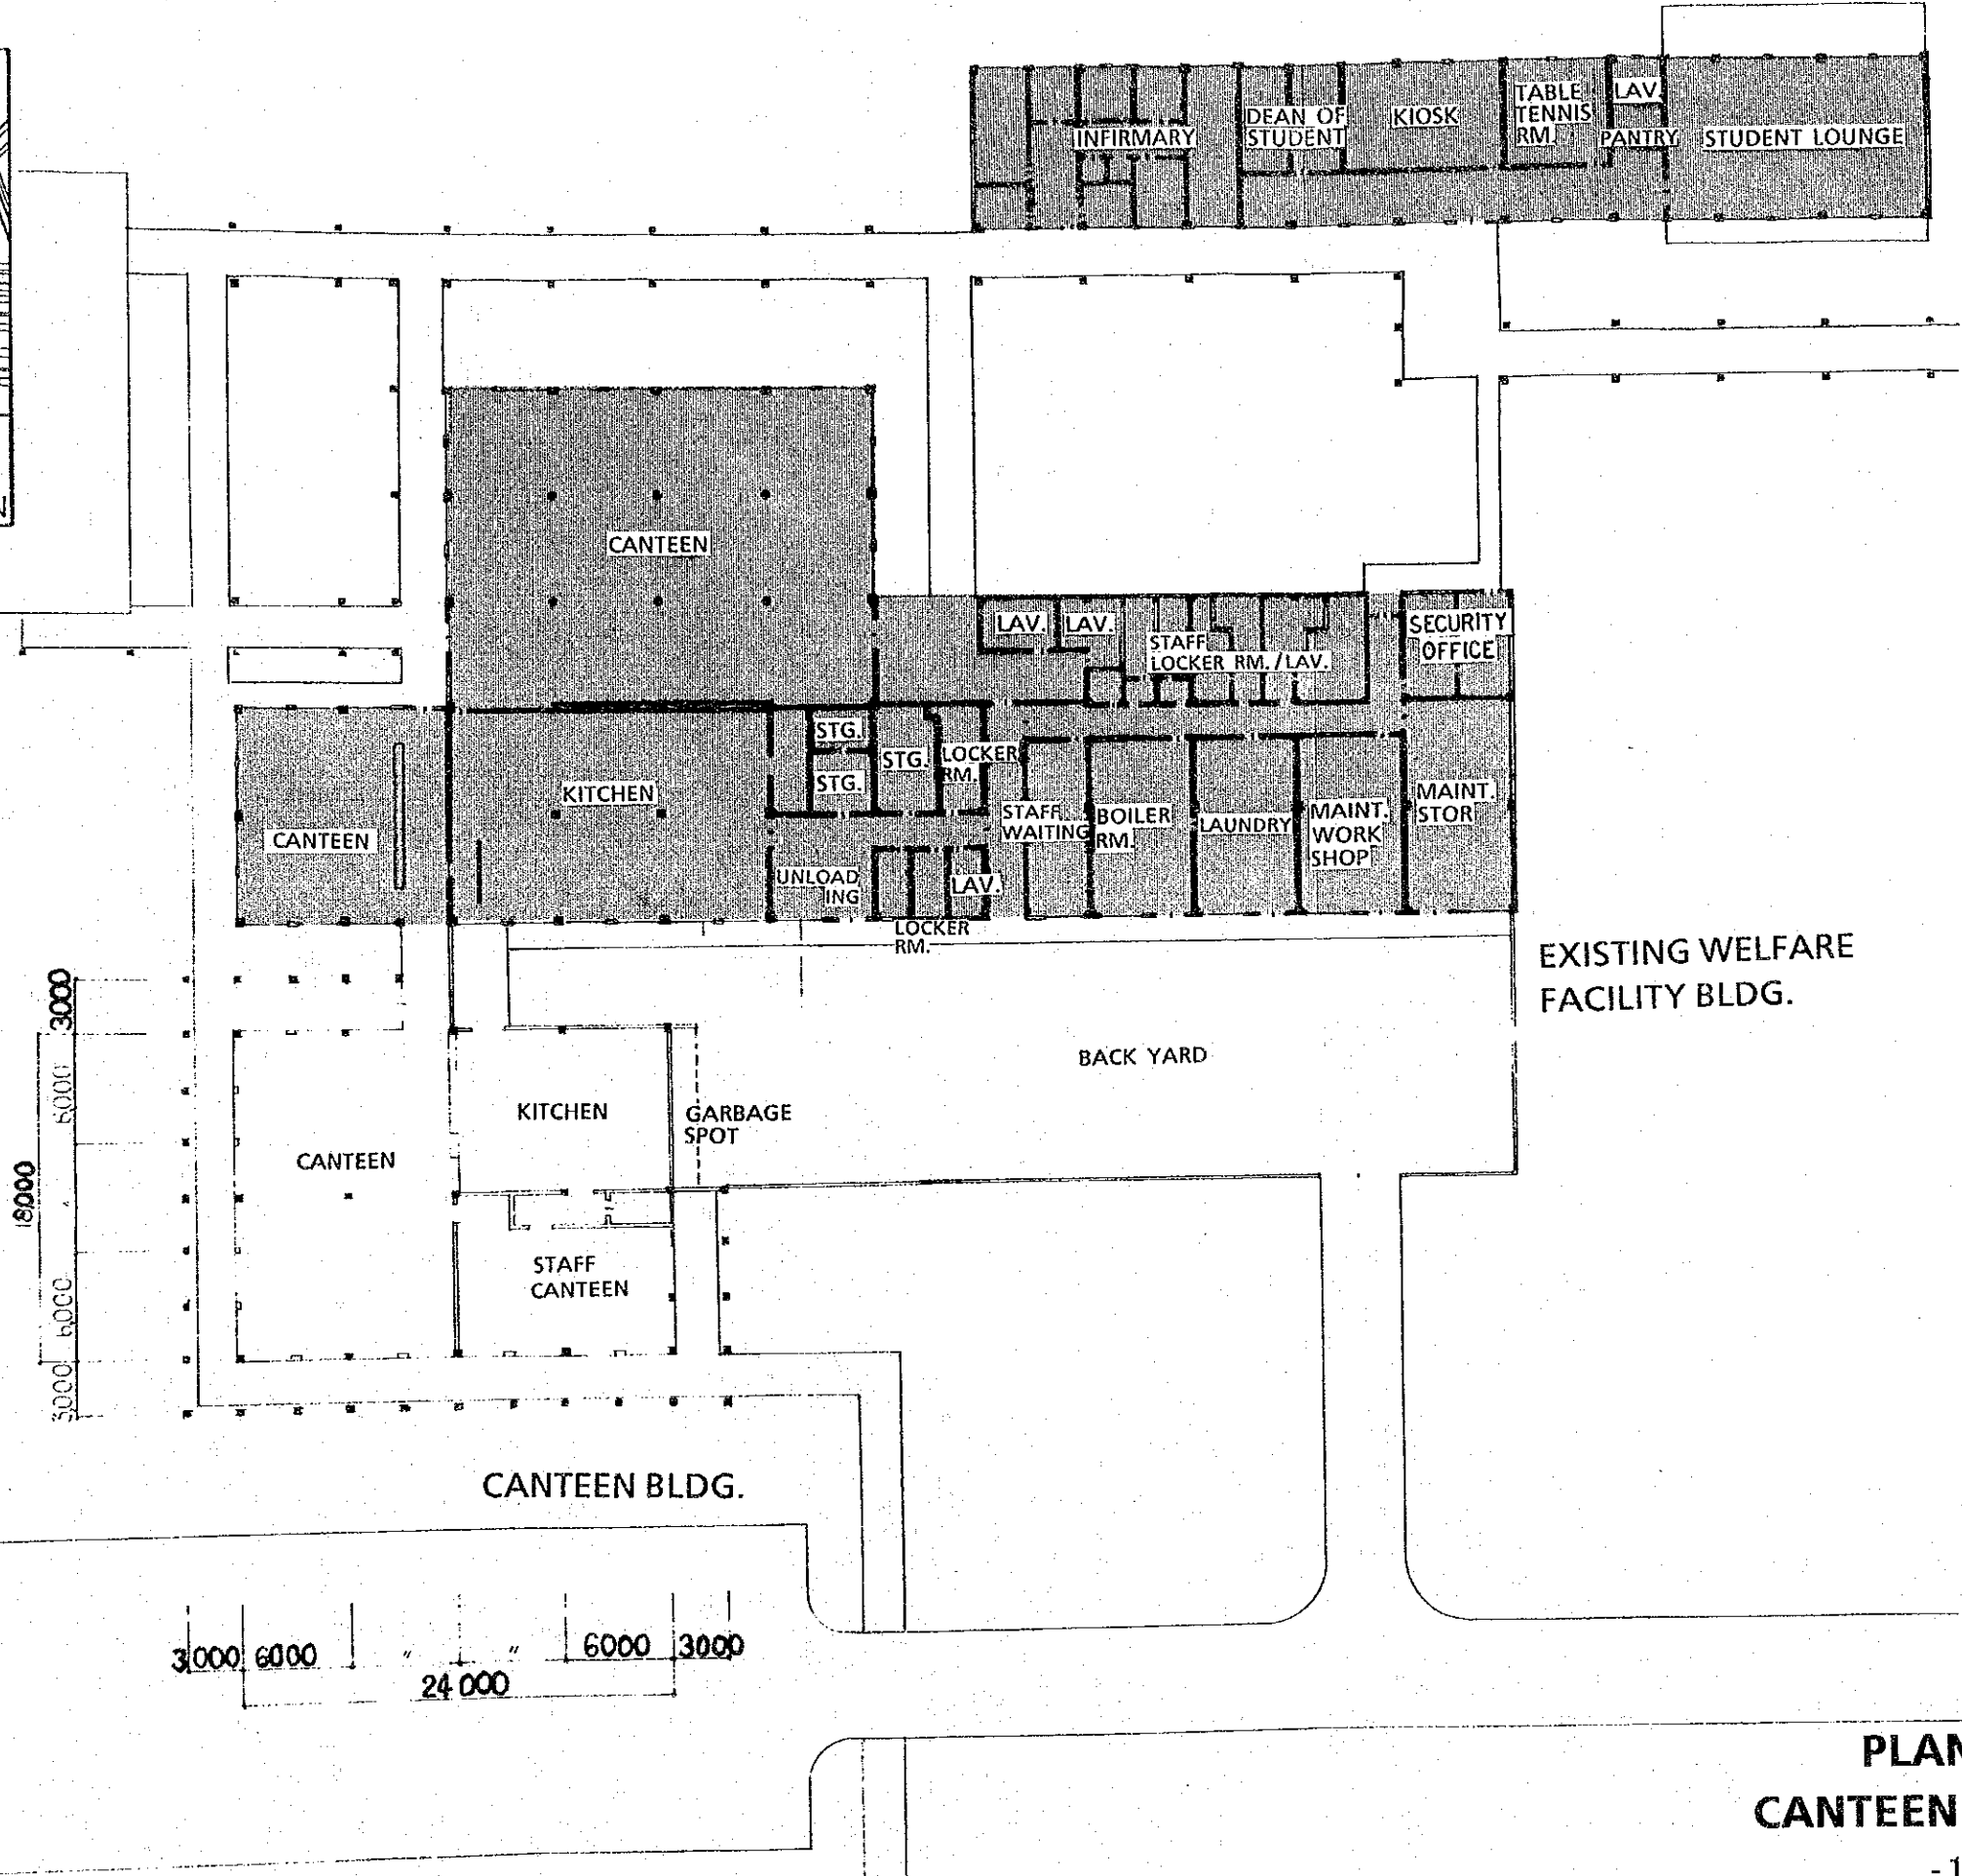 LAV.
TABLE
TENNIS
RM.
DEAN OF
STUDENT
KIOSK
INFIRMARY
PANTRY
STUDENT LOUNGE
CANTEEN
LAV.
LAV.
STAFF
LOCKER RM./LAV.
SECURITY
OFFICE
STG.
STG.
STG.
LOCKER
RM.
KITCHEN
CANTEEN
STAFF
WAITING
BOILER
RM.
LAUNDRY
MAINT.
WORK
SHOP
MAINT.
STOR
UNLOAD
ING
LAV.
LOCKER
RM.
EXISTING WELFARE
FACILITY BLDG.
3000
6000
18000
6000
3000
BACK YARD
KITCHEN
GARBAGE
SPOT
CANTEEN
STAFF
CANTEEN
CANTEEN BLDG.
3000 6000 " " 6000 3000
24000
PLAN
CANTEEN
- 1